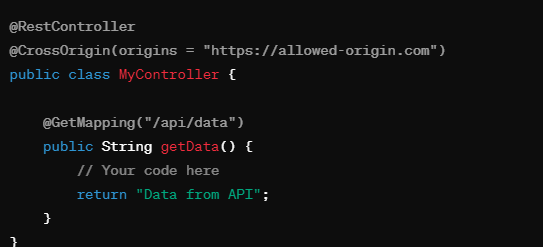 @RestController
@CrossOrigin(origins = "https://allowed-origin.com")
public class MyController {
@GetMapping("/api/data")
public String getData() {
// Your code here
return "Data from API";
}
}